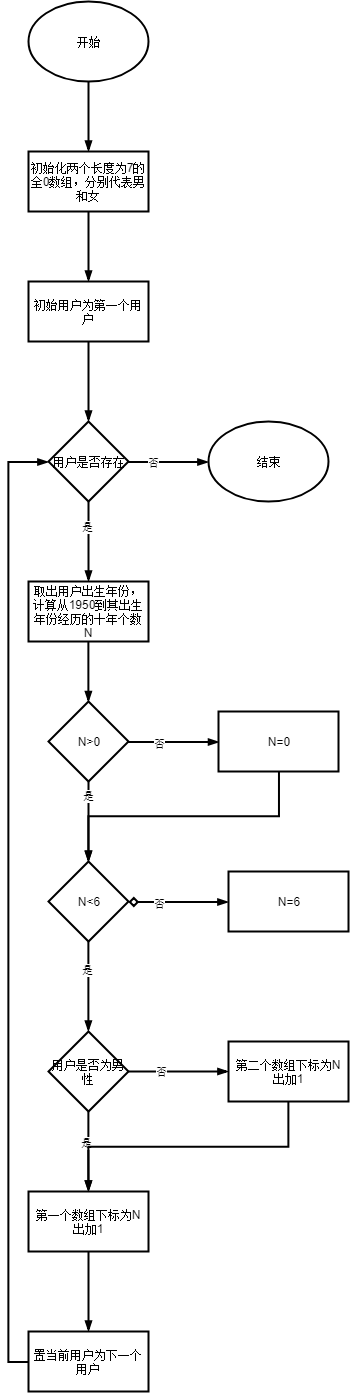 开始
初始化两个长度为7的
全0数组，分别代表男
和女
初始用户为第一个用
户
用户是否存在
否
结束
是
取出用户出生年份，
计算从1950到其出生
年份经历的十年个数
N
N>0
否
N=0
是
N<6
否
N=6
是
用户是否为男
性
否
第二个数组下标为N
出加1
是
第一个数组下标为N
出加1
置当前用户为下一个
用户